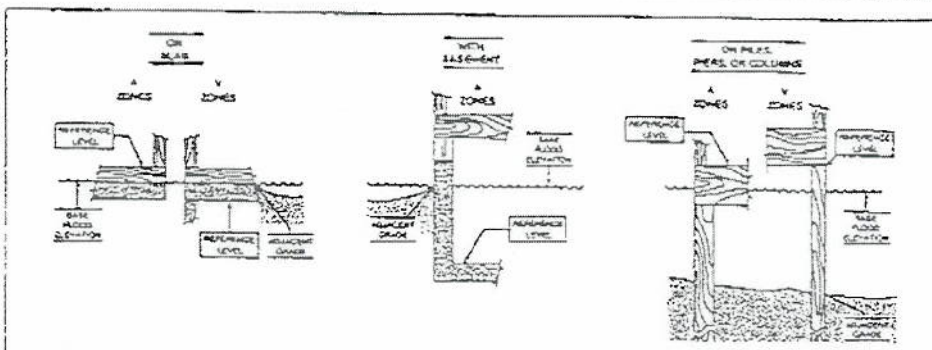 ON
SLAB
A
ZONES
V
ZONES
REFERENCE
LEVEL
BASE
FLOOD
ELEVATION
REFERENCE
LEVEL
ADJACENT
GRADE
WITH
BASEMENT
A
ZONES
BASE
FLOOD
ELEVATION
ADJACENT
GRADE
REFERENCE
LEVEL
ON PILES,
PIERS, OR COLUMNS
A
ZONES
V
ZONES
REFERENCE
LEVEL
REFERENCE
LEVEL
BASE
FLOOD
ELEVATION
ADJACENT
GRADE